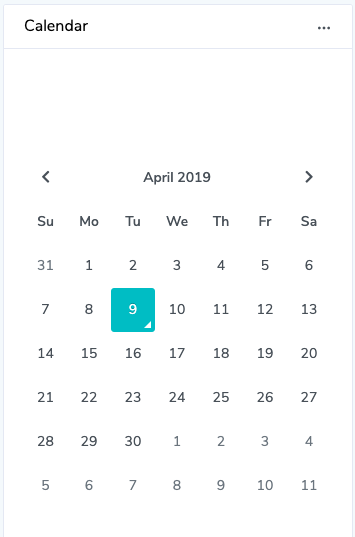 Calendar
April 2019
Su Mo Tu We Th Fr Sa
31 1 2 3 4 5 6
7 8 9 10 11 12 13
14 15 16 17 18 19 20
21 22 23 24 25 26 27
28 29 30 1 2 3 4
5 6 7 8 9 10 11